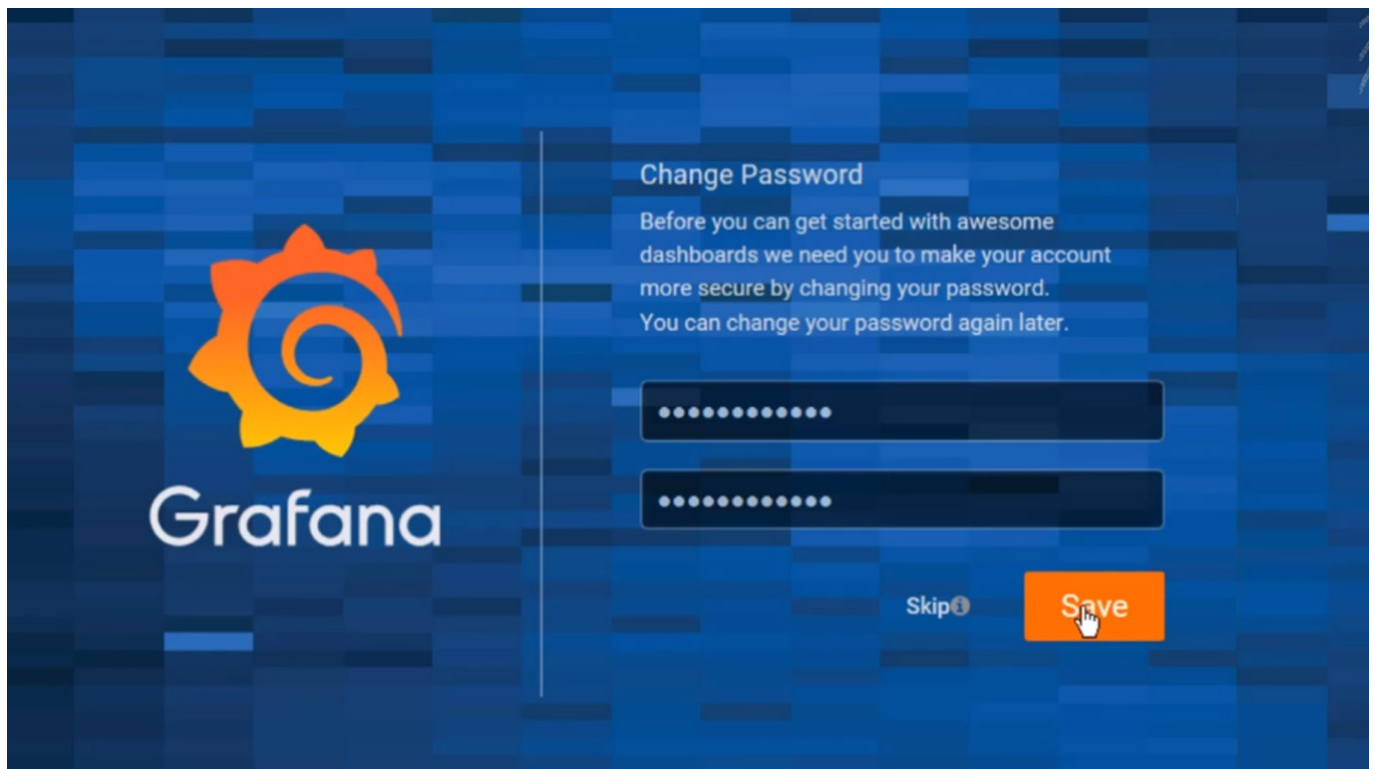 Grafana
Change Password
Before you can get started with awesome
dashboards we need you to make your account
more secure by changing your password.
You can change your password again later.
••••••••••••
••••••••••••
Skip
Save